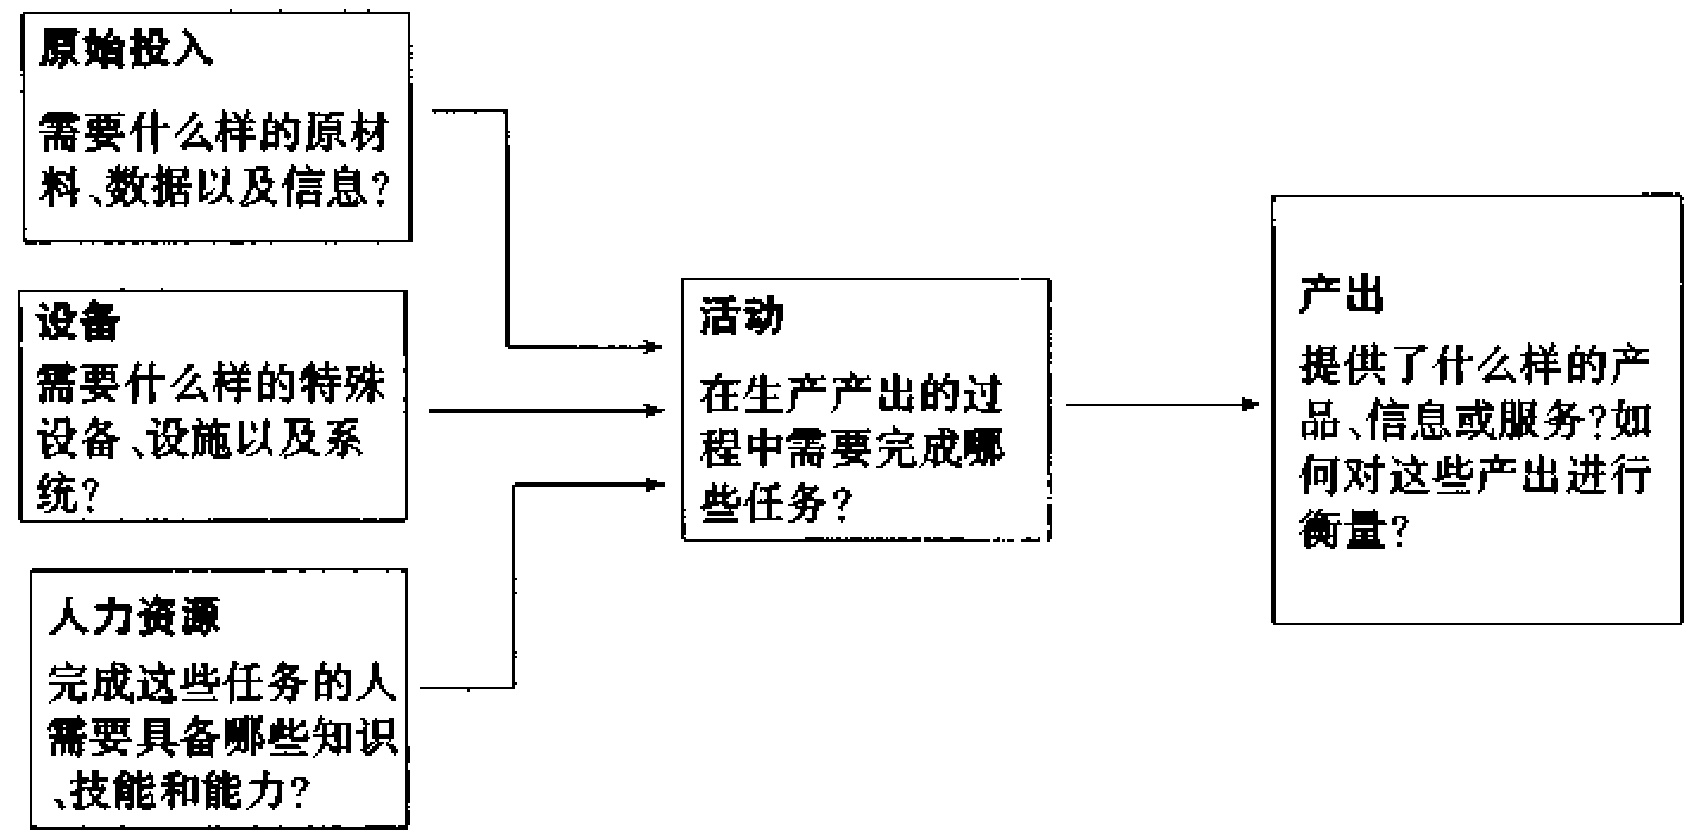 原始投入
需要什么样的原材
料、数据以及信息?
设备
需要什么样的特殊
设备、设施以及系
统?
人力资源
完成这些任务的人
需要具备哪些知识
、技能和能力?
活动
在生产产出的过
程中需要完成哪
些任务?
产出
提供了什么样的产
品、信息或服务?如
何对这些产出进行
衡量?